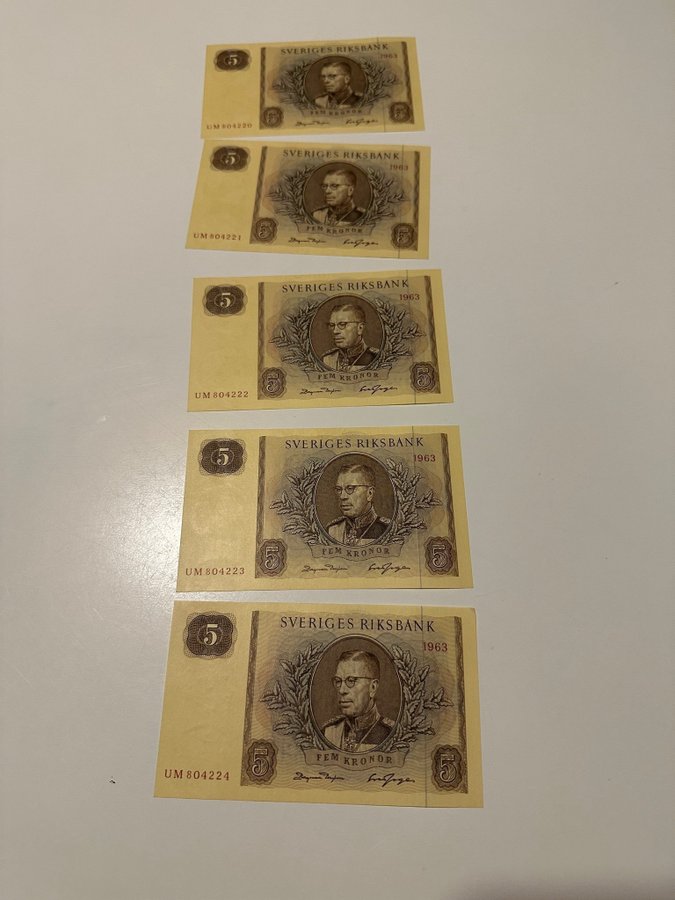 5
SVERIGES RIKSBANK
1963
FEM KRONOR
5 5
UM 804220
5
SVERIGES RIKSBANK
1963
FEM KRONOR
5 5
UM 804221
5
SVERIGES RIKSBANK
1963
FEM KRONOR
5 5
UM 804222
5
SVERIGES RIKSBANK
1963
FEM KRONOR
5 5
UM 804223
5
SVERIGES RIKSBANK
1963
FEM KRONOR
5 5
UM 804224